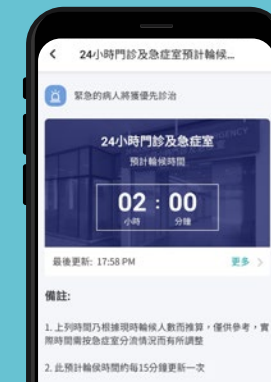 24小時門診及急症室預計輪候...
緊急的病人將獲優先診治
24小時門診及急症室
預計輪候時間
02 : 00
小時 分鐘
最後更新: 17:58 PM 更多
備註:
1. 上列時間乃根據現時輪候人數而推算，僅供參考，實
際時間需按急症室分流情況而有所調整
2. 此預計輪侯時間約每15分鐘更新一次